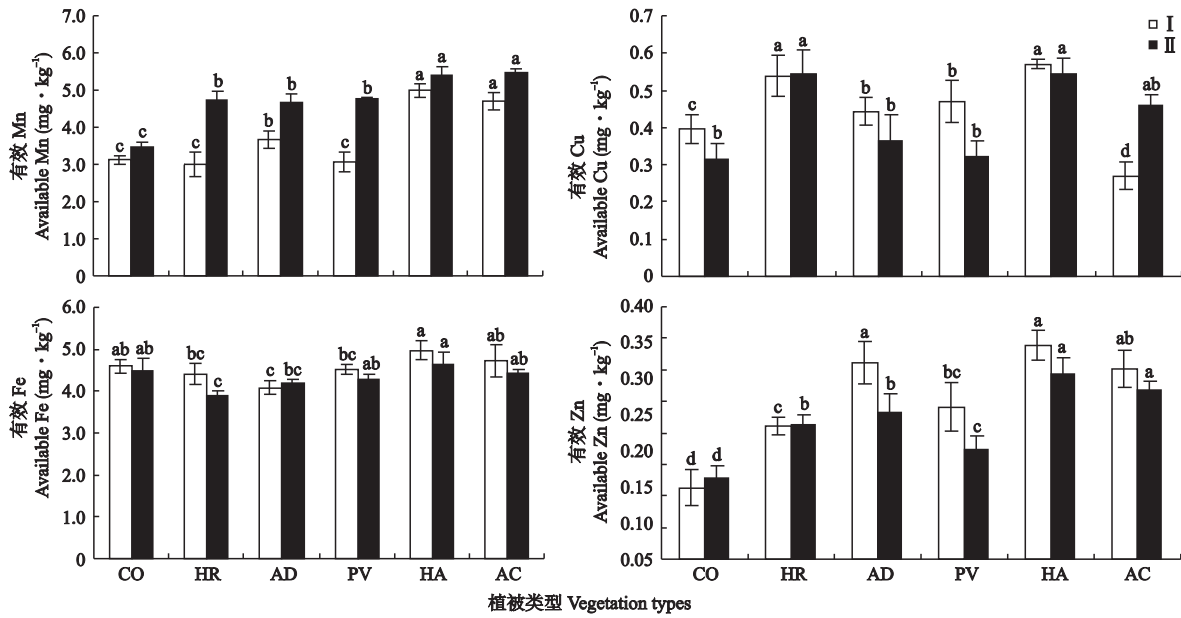 有效 Mn
Available Mn (mg · kg⁻¹)
7.0
6.0
5.0
4.0
3.0
2.0
1.0
0
c c
c b
b b
c b
a a
a a
有效 Cu
Available Cu (mg · kg⁻¹)
0.7
0.6
0.5
0.4
0.3
0.2
0.1
0
c b
a a
b b
b b
a a
d ab
I
II
有效 Fe
Available Fe (mg · kg⁻¹)
6.0
5.0
4.0
3.0
2.0
1.0
0
ab ab
bc c
c bc
bc ab
a a
ab ab
CO HR AD PV HA AC
有效 Zn
Available Zn (mg · kg⁻¹)
0.40
0.35
0.30
0.25
0.20
0.15
0.10
0.05
d d
c b
a b
bc c
a a
ab a
CO HR AD PV HA AC
植被类型 Vegetation types